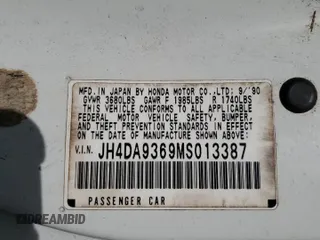 MFD. IN JAPAN BY HONDA MOTOR CO., LTD: 9/'90
GVWR 3680LBS GAWR F 1985LBS R 1740LBS
THIS VEHICLE CONFORMS TO ALL APPLICABLE
FEDERAL MOTOR VEHICLE SAFETY, BUMPER,
AND THEFT PREVENTION STANDARDS IN EFFECT
ON THE DATE OF MANUFACTURE SHOWN ABOVE.
V.I.N. JH4DA9369MS013387
PASSENGER CAR
DREAMBID